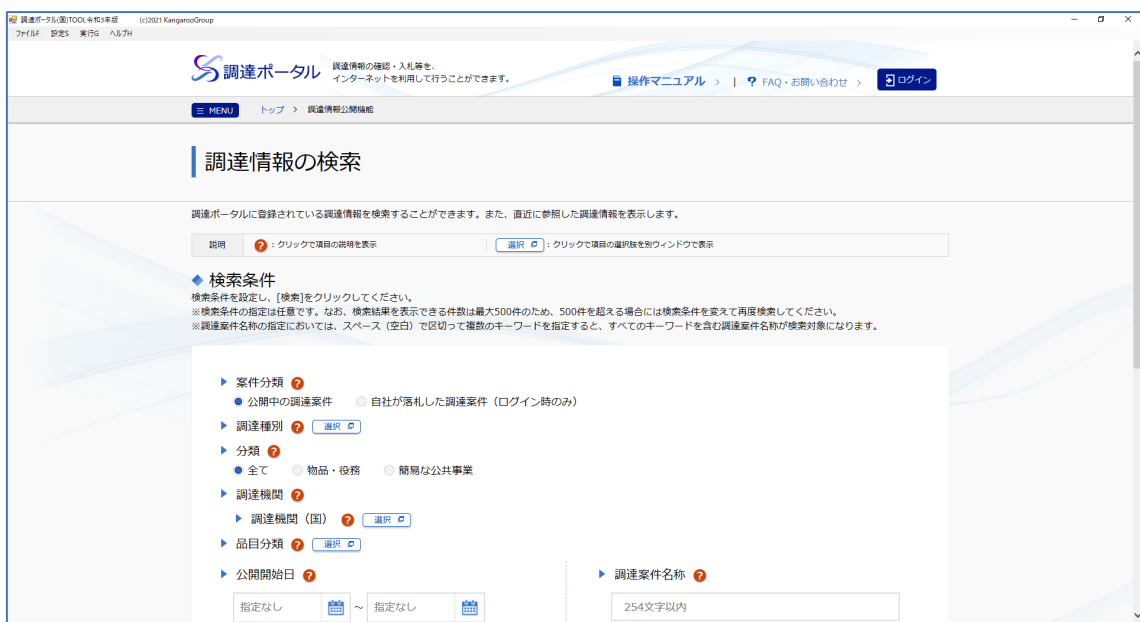 調達ポータル(国)TOOL令和3年版 (c)2021 KangarooGroup
ファイルF 設定S 実行G ヘルプH
調達ポータル
調達情報の確認・入札等を、
インターネットを利用して行うことができます。
操作マニュアル > | ? FAQ・お問い合わせ > ログイン
≡ MENU トップ > 調達情報公開機能
調達情報の検索
調達ポータルに登録されている調達情報を検索することができます。また、直近に参照した調達情報を表示します。
説明 ?:クリックで項目の説明を表示 選択:クリックで項目の選択肢を別ウィンドウで表示
検索条件
検索条件を設定し、[検索]をクリックしてください。
※検索条件の指定は任意です。なお、検索結果を表示できる件数は最大500件のため、500件を超える場合には検索条件を変えて再度検索してください。
※調達案件名称の指定においては、スペース(空白)で区切って複数のキーワードを指定すると、すべてのキーワードを含む調達案件名称が検索対象になります。
案件分類 ?
公開中の調達案件 自社が落札した調達案件(ログイン時のみ)
調達種別 ? 選択
分類 ?
全て 物品・役務 簡易な公共事業
調達機関 ?
調達機関(国) ? 選択
品目分類 ? 選択
公開開始日 ? 調達案件名称 ?
指定なし ~ 指定なし 254文字以内